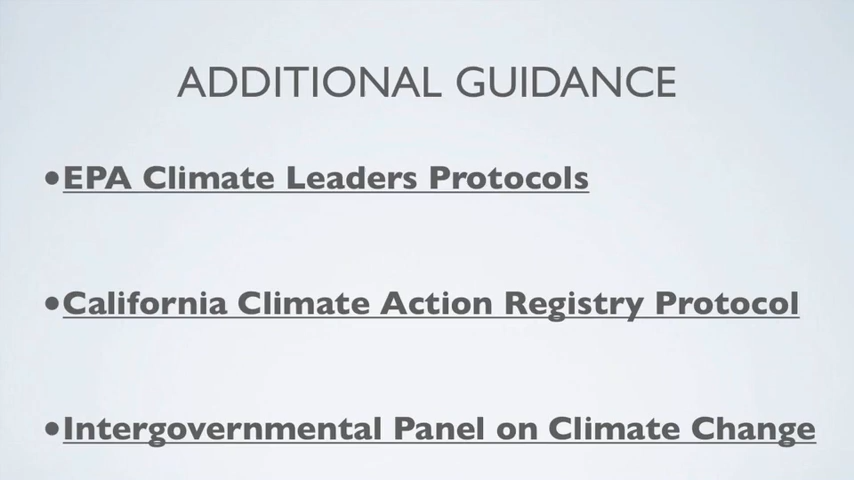 ADDITIONAL GUIDANCE
•EPA Climate Leaders Protocols
•California Climate Action Registry Protocol
•Intergovernmental Panel on Climate Change